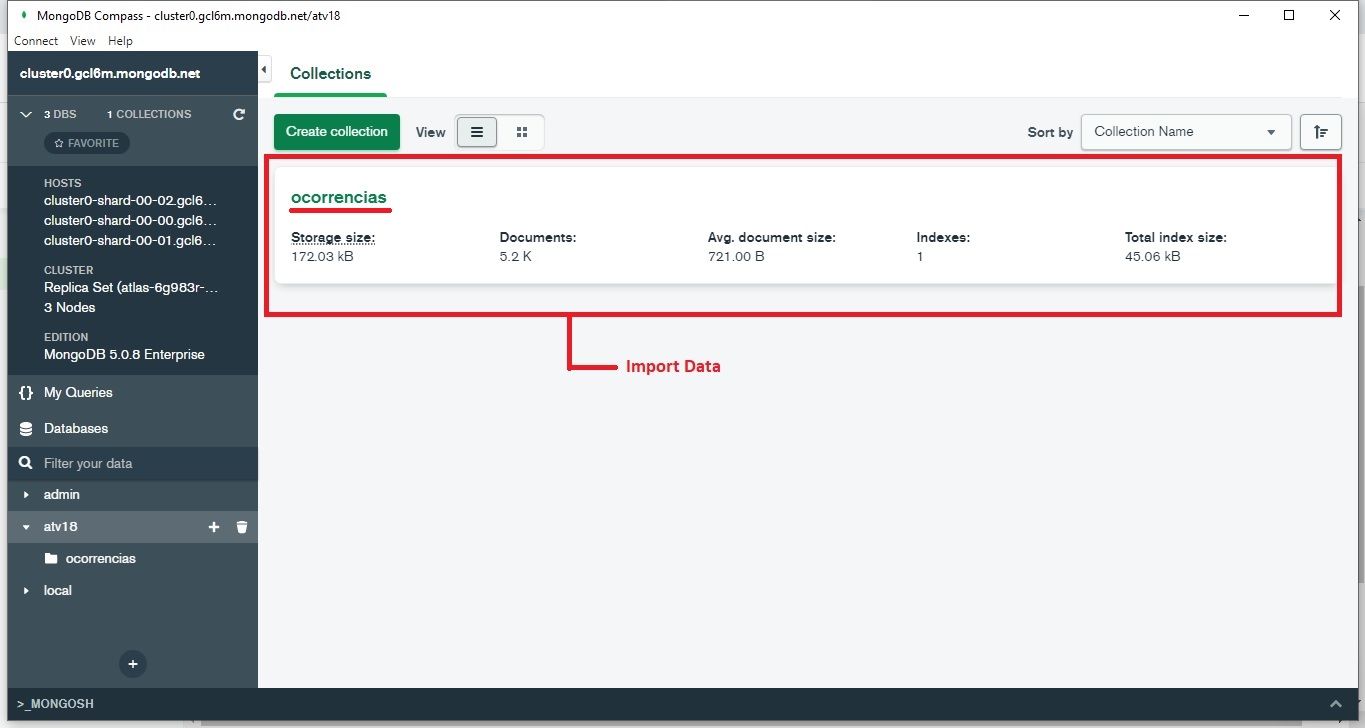 MongoDB Compass - cluster0.gcl6m.mongodb.net/atv18
Connect View Help
cluster0.gcl6m.mongodb.net
3 DBS 1 COLLECTIONS
FAVORITE
HOSTS
cluster0-shard-00-02.gcl6...
cluster0-shard-00-00.gcl6...
cluster0-shard-00-01.gcl6...
CLUSTER
Replica Set (atlas-6g983r-...
3 Nodes
EDITION
MongoDB 5.0.8 Enterprise
{} My Queries
Databases
Filter your data
admin
atv18
ocorrencias
local
>_MONGOSH
Collections
Create collection View Sort by Collection Name
ocorrencias
Storage size: Documents: Avg. document size: Indexes: Total index size:
172.03 kB 5.2 K 721.00 B 1 45.06 kB
Import Data